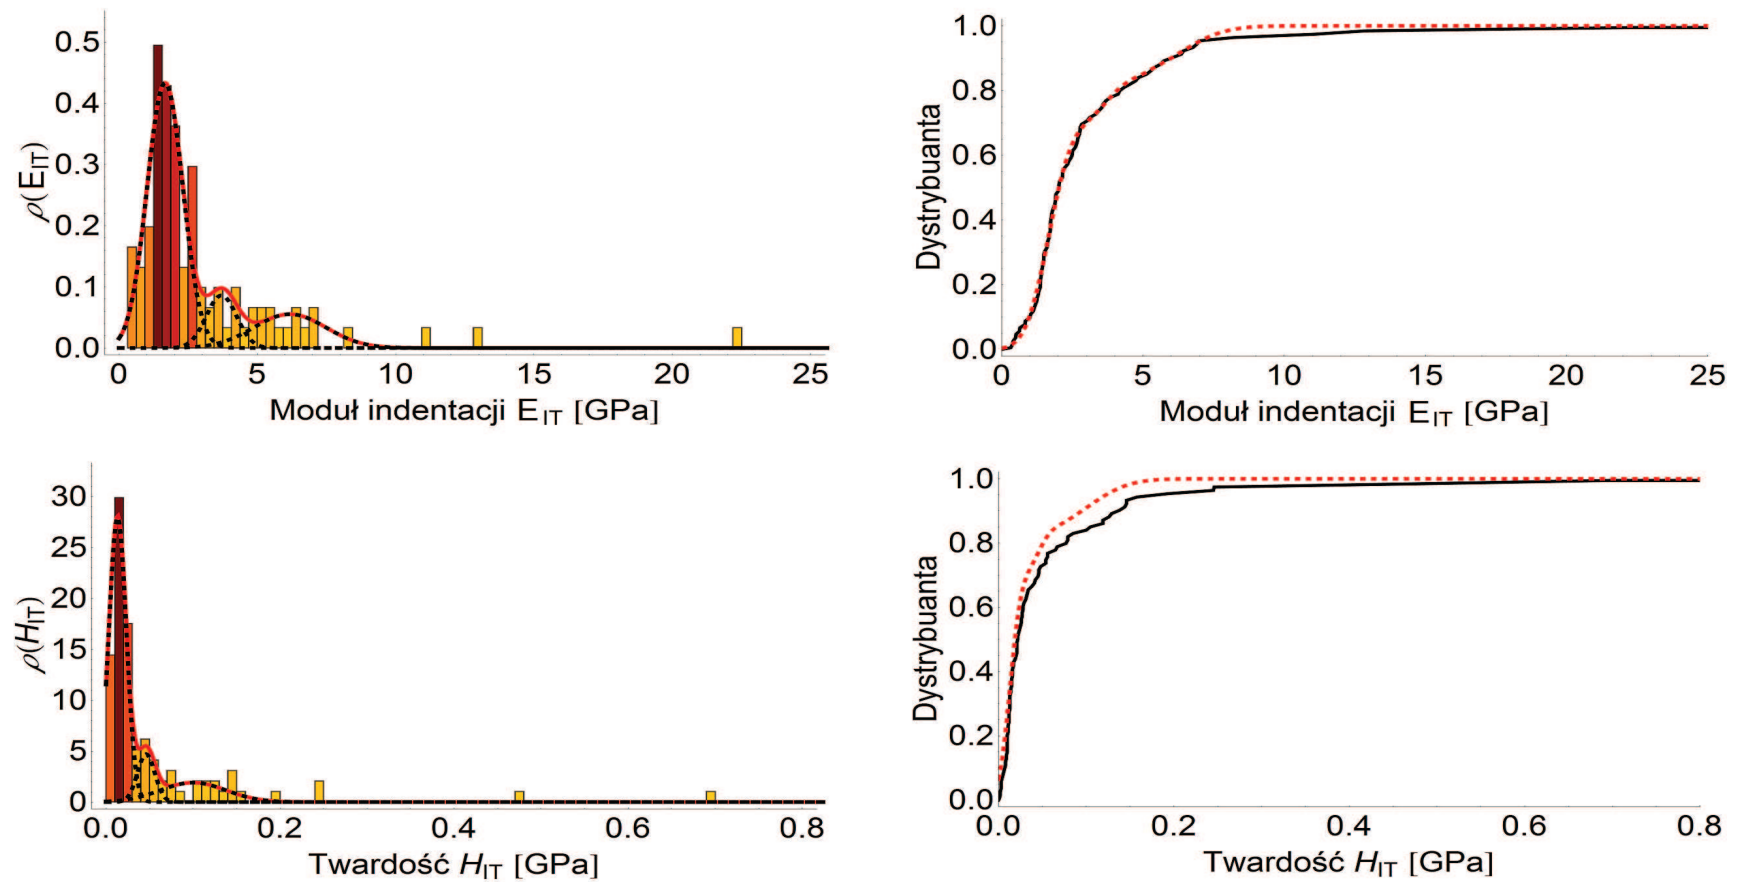 0.5
0.4
0.3
0.2
0.1
0.0
ρ(E_IT)
0 5 10 15 20 25
Moduł indentacji E_IT [GPa]
1.0
0.8
0.6
0.4
0.2
0.0
Dystrybuanta
0 5 10 15 20 25
Moduł indentacji E_IT [GPa]
30
25
20
15
10
5
0
ρ(H_IT)
0.0 0.2 0.4 0.6 0.8
Twardość H_IT [GPa]
1.0
0.8
0.6
0.4
0.2
0.0
Dystrybuanta
0.0 0.2 0.4 0.6 0.8
Twardość H_IT [GPa]